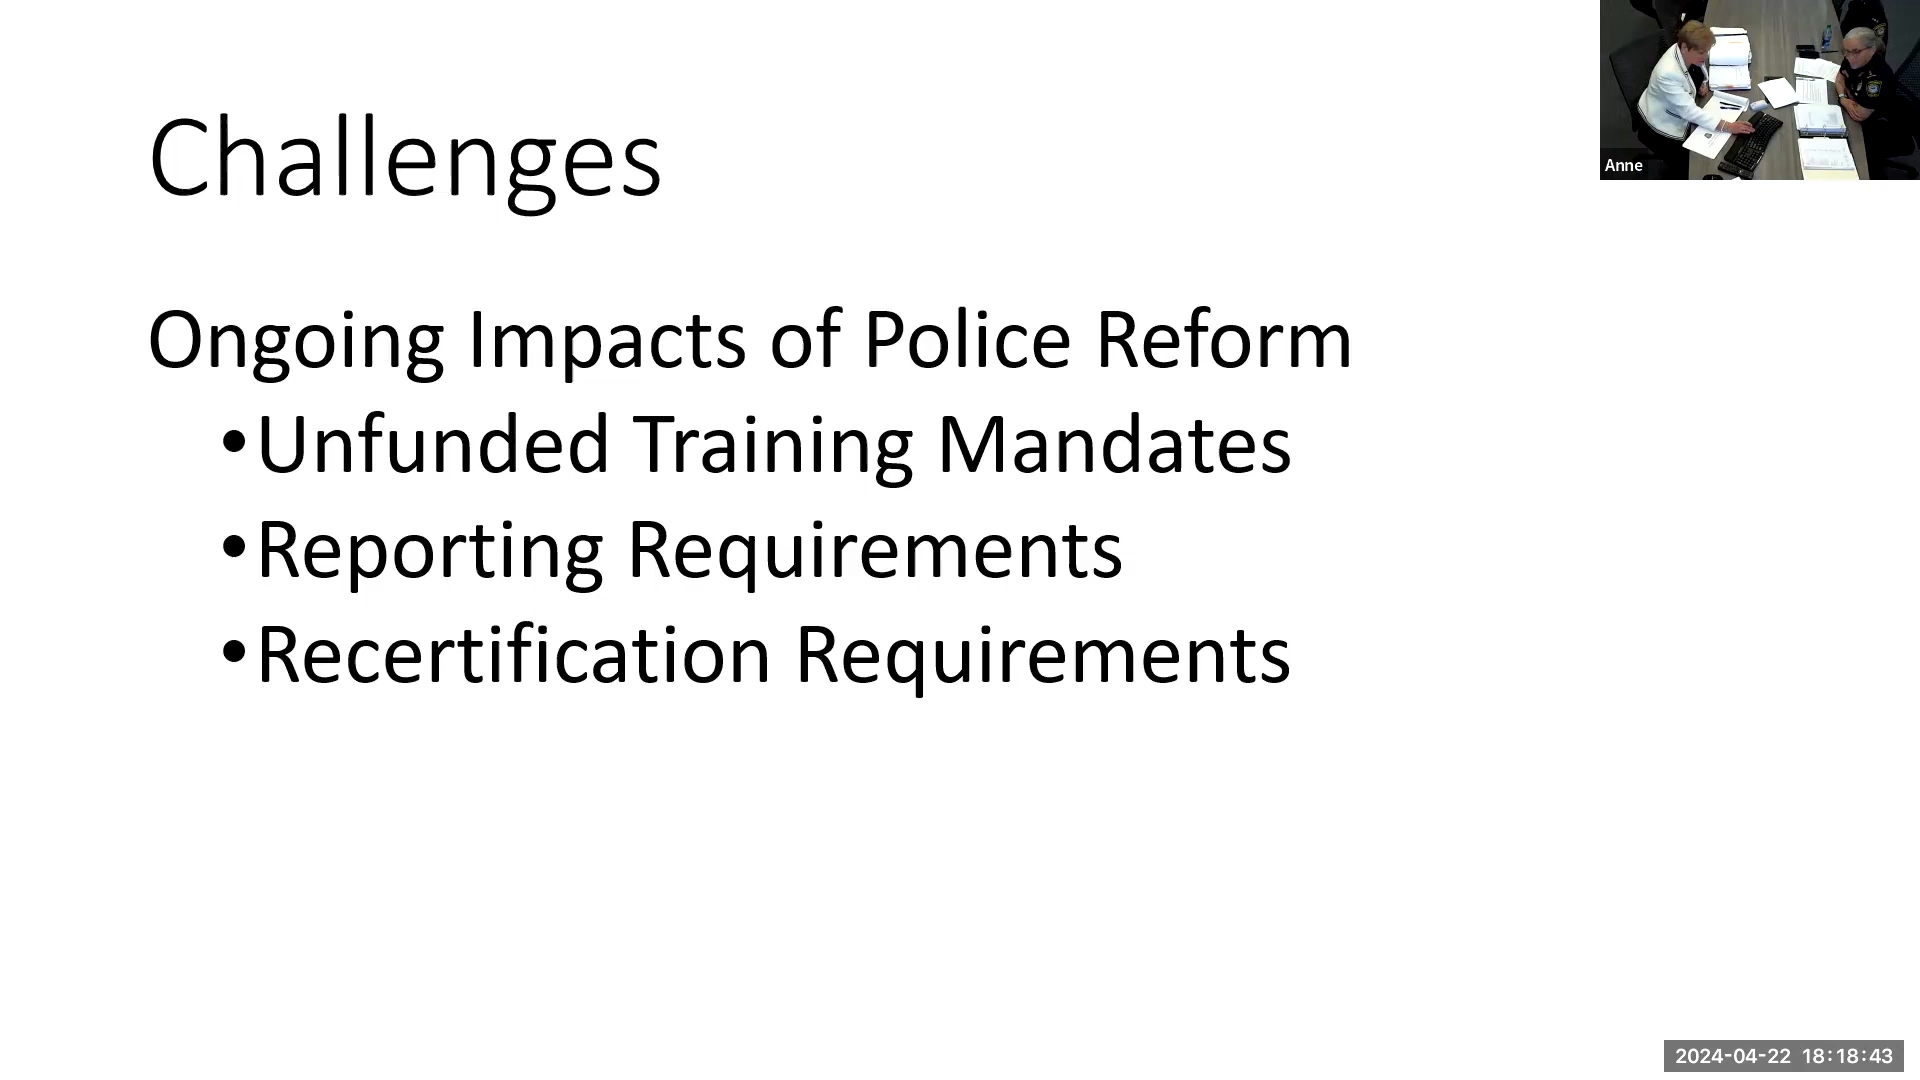 Challenges
Anne
Ongoing Impacts of Police Reform
•Unfunded Training Mandates
•Reporting Requirements
•Recertification Requirements
2024-04-22 18:18:43